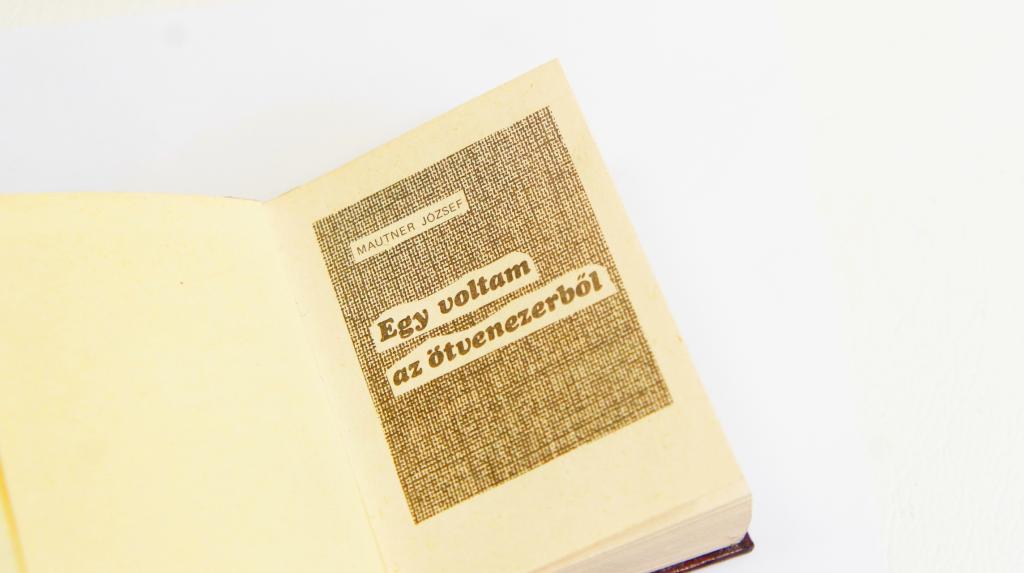 MAUTNER JÓZSEF
Egy voltam
az ötvenezerből